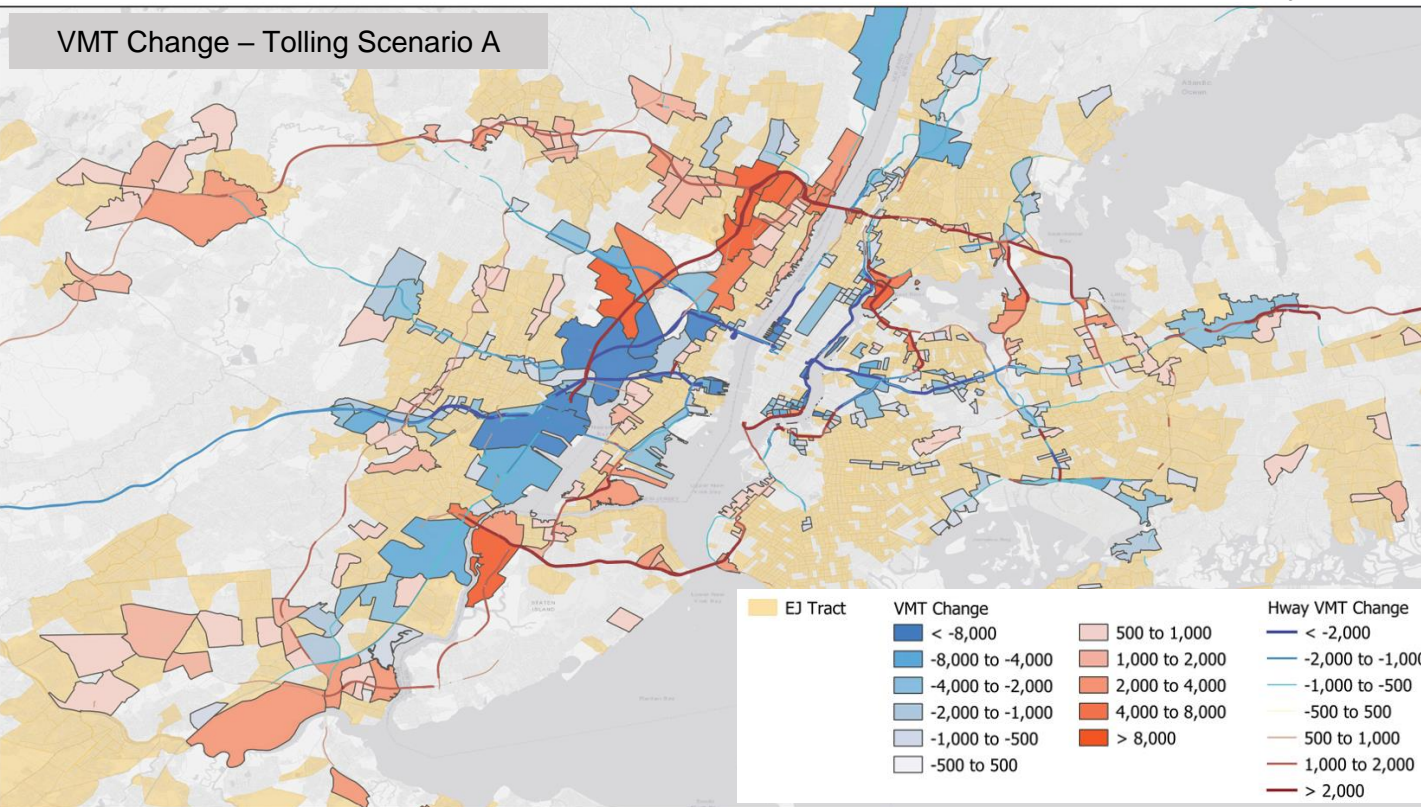 VMT Change – Tolling Scenario A
STATEN
ISLAND
EJ Tract
VMT Change
< -8,000
-8,000 to -4,000
-4,000 to -2,000
-2,000 to -1,000
-1,000 to -500
-500 to 500
500 to 1,000
1,000 to 2,000
2,000 to 4,000
4,000 to 8,000
> 8,000
Hway VMT Change
< -2,000
-2,000 to -1,000
-1,000 to -500
-500 to 500
500 to 1,000
1,000 to 2,000
> 2,000